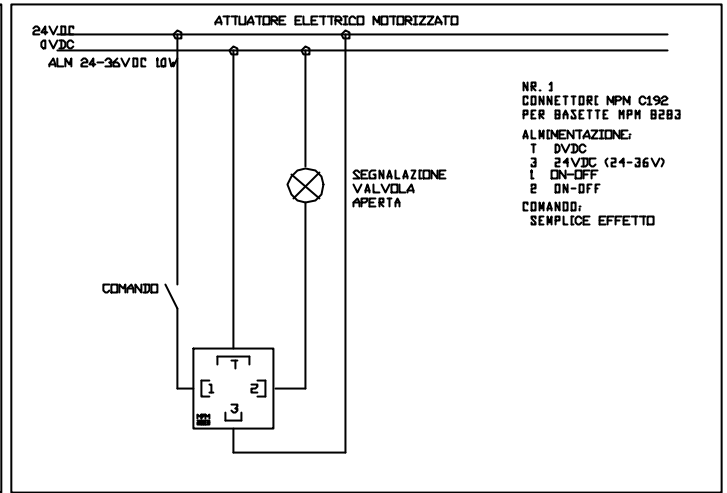 ATTUATORE ELETTRICO MOTORIZZATO
24VDC
0VDC
ALM 24-36VDC 10W
NR. 1
CONNETTORE MPM C192
PER BASETTE MPM B283
ALIMENTAZIONE:
T 0VDC
3 24VDC (24-36V)
1 ON-OFF
2 ON-OFF
COMANDO:
SEMPLICE EFFETTO
SEGNALAZIONE
VALVOLA
APERTA
COMANDO
T
1
2
3
MPM